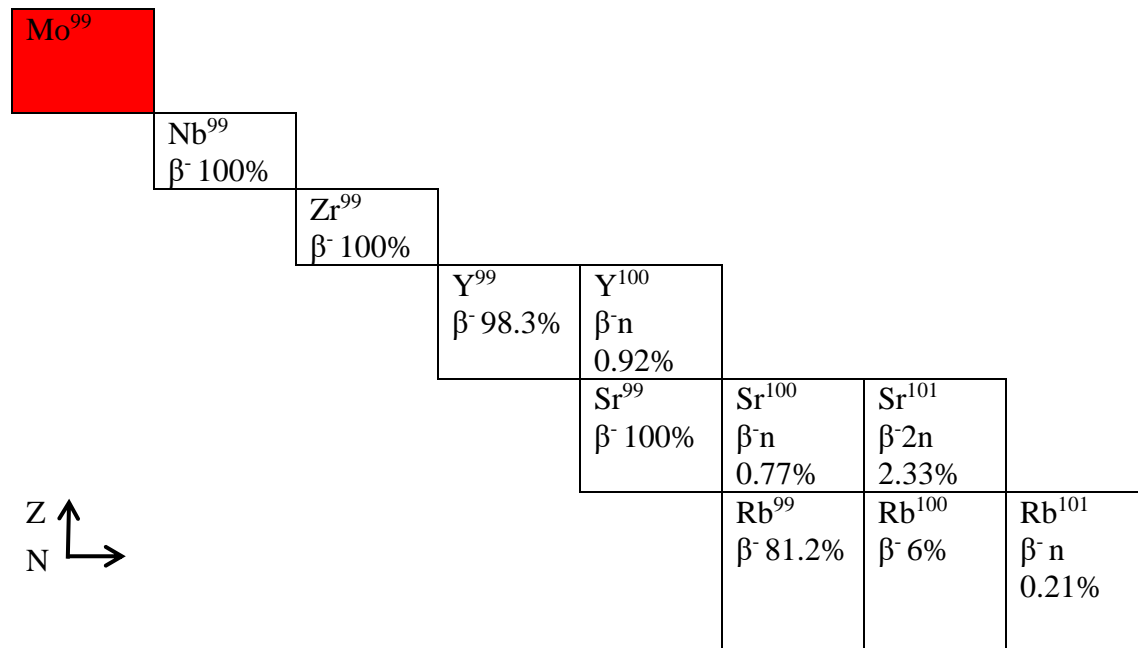 Mo⁹⁹
Nb⁹⁹
β⁻ 100%
Zr⁹⁹
β⁻ 100%
Y⁹⁹
β⁻ 98.3%
Y¹⁰⁰
β⁻n
0.92%
Sr⁹⁹
β⁻ 100%
Sr¹⁰⁰
β⁻n
0.77%
Sr¹⁰¹
β⁻2n
2.33%
Rb⁹⁹
β⁻ 81.2%
Rb¹⁰⁰
β⁻ 6%
Rb¹⁰¹
β⁻ n
0.21%
Z
N